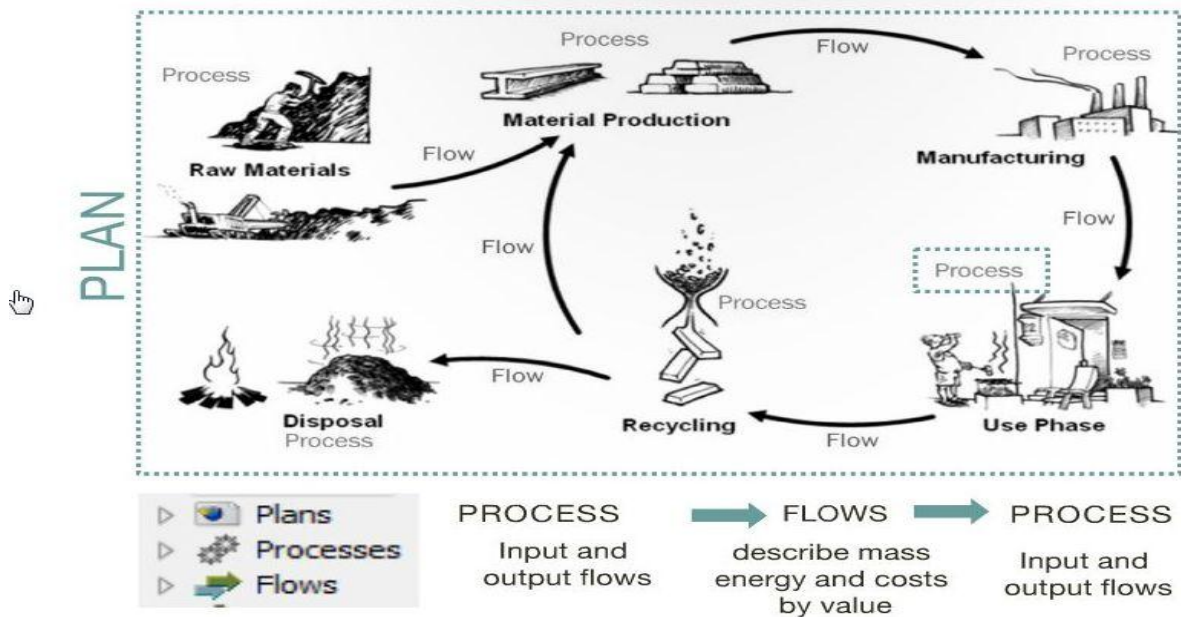 PLAN
Process
Raw Materials
Flow
Process
Material Production
Flow
Process
Manufacturing
Flow
Process
Use Phase
Flow
Process
Recycling
Flow
Flow
Disposal
Process
Plans
Processes
Flows
PROCESS
Input and
output flows
FLOWS
describe mass
energy and costs
by value
PROCESS
Input and
output flows